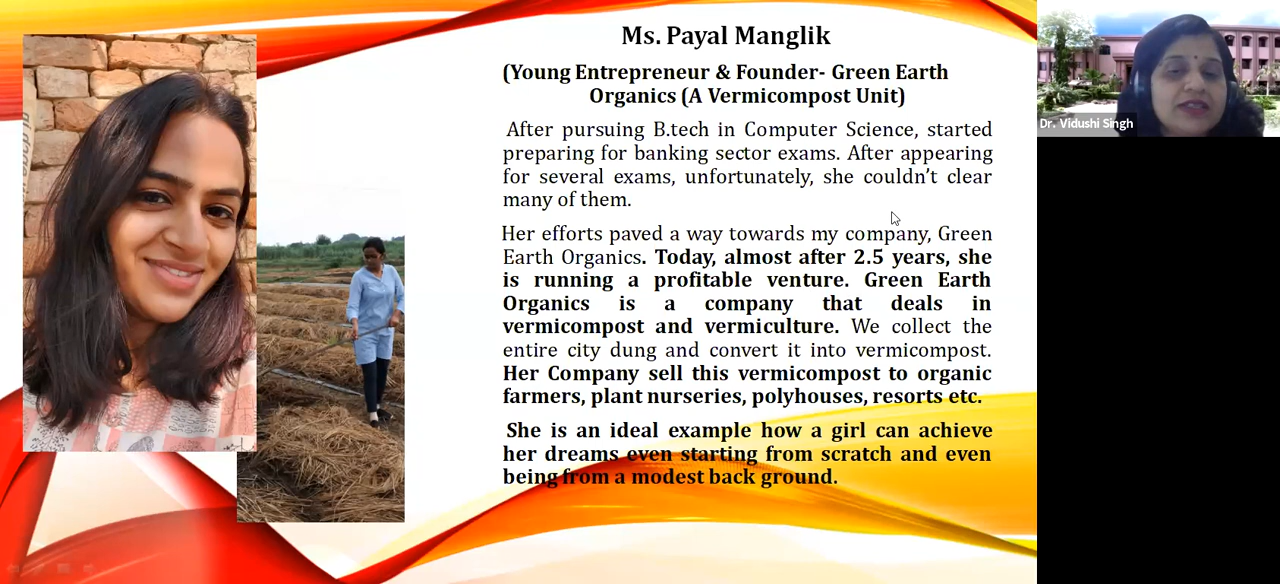 Ms. Payal Manglik
(Young Entrepreneur & Founder- Green Earth
Organics (A Vermicompost Unit)
After pursuing B.tech in Computer Science, started
preparing for banking sector exams. After appearing
for several exams, unfortunately, she couldn’t clear
many of them.
Her efforts paved a way towards my company, Green
Earth Organics. Today, almost after 2.5 years, she
is running a profitable venture. Green Earth
Organics is a company that deals in
vermicompost and vermiculture. We collect the
entire city dung and convert it into vermicompost.
Her Company sell this vermicompost to organic
farmers, plant nurseries, polyhouses, resorts etc.
She is an ideal example how a girl can achieve
her dreams even starting from scratch and even
being from a modest back ground.
Dr. Vidushi Singh